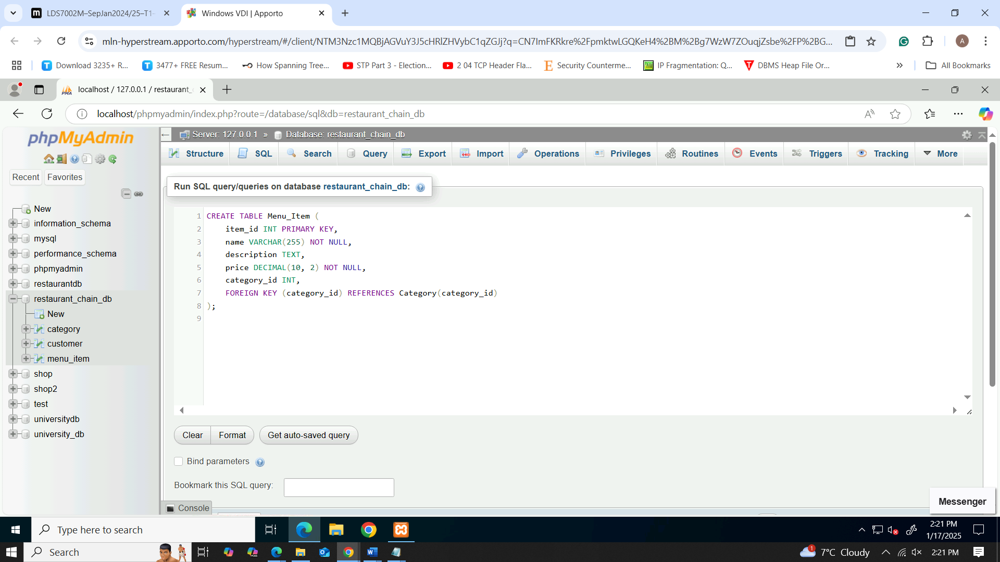 LDS7002M–SepJan2024/25–T1-
Windows VDI | Apporto
mln-hyperstream.apporto.com/hyperstream/#/client/NTM3Nzc1MQBjAGVuY3J5cHRlZHVybC1qZGJj?q=CN7ImFKRkre%2FpmktwLGQKeH4%2BM%2Bg7WzW7ZOuqjZsbe%2FP%2BG...
A
Download 3235+ R...
3477+ FREE Resum...
How Spanning Tree...
STP Part 3 - Election...
2 04 TCP Header Fla...
Security Counterme...
IP Fragmentation: Q...
DBMS Heap File Or...
All Bookmarks
localhost / 127.0.0.1 / restaurant_
localhost/phpmyadmin/index.php?route=/database/sql&db=restaurant_chain_db
phpMyAdmin
Recent
Favorites
New
information_schema
mysql
performance_schema
phpmyadmin
restaurantdb
restaurant_chain_db
New
category
customer
menu_item
shop
shop2
test
universitydb
university_db
Server: 127.0.0.1 » Database: restaurant_chain_db
Structure
SQL
Search
Query
Export
Import
Operations
Privileges
Routines
Events
Triggers
Tracking
More
Run SQL query/queries on database restaurant_chain_db:
1 CREATE TABLE Menu_Item (
2 item_id INT PRIMARY KEY,
3 name VARCHAR(255) NOT NULL,
4 description TEXT,
5 price DECIMAL(10, 2) NOT NULL,
6 category_id INT,
7 FOREIGN KEY (category_id) REFERENCES Category(category_id)
8 );
9
Clear
Format
Get auto-saved query
Bind parameters
Bookmark this SQL query:
Console
Messenger
Type here to search
2:21 PM
1/17/2025
Search
1
7°C Cloudy
2:21 PM